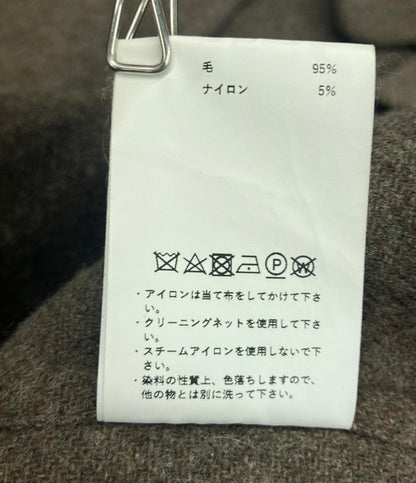 毛 95%
ナイロン 5%
P W
・アイロンは当て布をしてかけて下さ
い。
・クリーニングネットを使用して下さ
い。
・スチームアイロンを使用しないで下
さい。
・染料の性質上、色落ちしますので、
他の物とは別に洗って下さい。